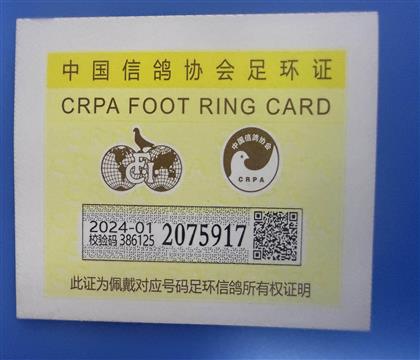 中国信鸽协会足环证
CRPA FOOT RING CARD
中国信鸽协会
CRPA
2024-01
校验码 386125
2075917
此证为佩戴对应号码足环信鸽所有权证明